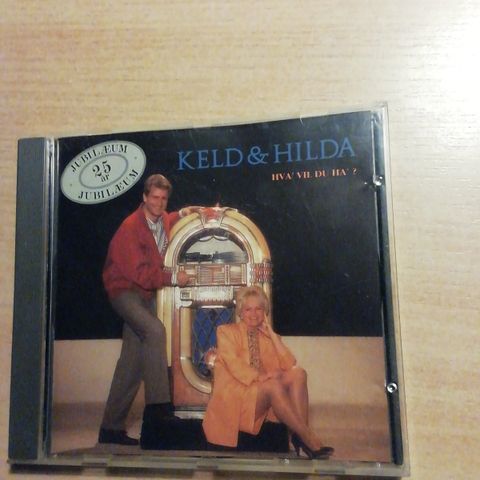 JUBILÆUM
25
år
JUBILÆUM
KELD & HILDA
HVA' VIL DU HA' ?